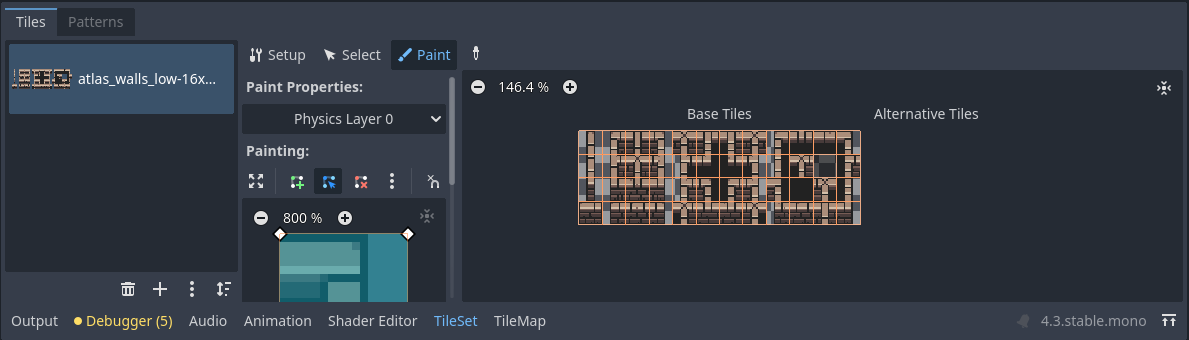 Tiles Patterns
atlas_walls_low-16x...
Setup Select Paint
Paint Properties:
Physics Layer 0
Painting:
800 %
146.4 %
Base Tiles Alternative Tiles
Output Debugger (5) Audio Animation Shader Editor TileSet TileMap 4.3.stable.mono